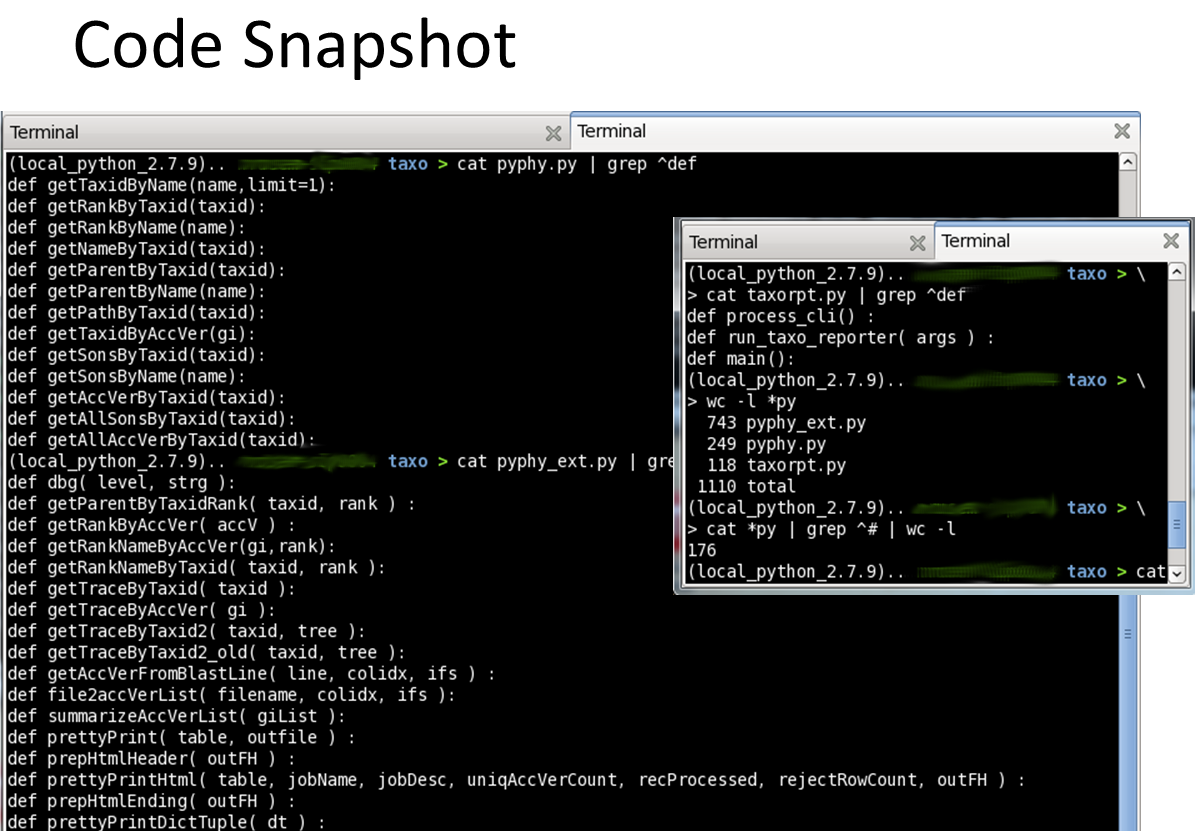 Code Snapshot
Terminal
Terminal
(local_python_2.7.9).. taxo > cat pyphy.py | grep ^def
def getTaxidByName(name,limit=1):
def getRankByTaxid(taxid):
def getRankByName(name):
def getNameByTaxid(taxid):
def getParentByTaxid(taxid):
def getParentByName(name):
def getPathByTaxid(taxid):
def getTaxidByAccVer(gi):
def getSonsByTaxid(taxid):
def getSonsByName(name):
def getAccVerByTaxid(taxid):
def getAllSonsByTaxid(taxid):
def getAllAccVerByTaxid(taxid):
(local_python_2.7.9).. taxo > cat pyphy_ext.py | gre
def dbg( level, strg ):
def getParentByTaxidRank( taxid, rank ) :
def getRankByAccVer( accV ) :
def getRankNameByAccVer(gi,rank):
def getRankNameByTaxid( taxid, rank ):
def getTraceByTaxid( taxid ):
def getTraceByAccVer( gi ):
def getTraceByTaxid2( taxid, tree ):
def getTraceByTaxid2_old( taxid, tree ):
def getAccVerFromBlastLine( line, colidx, ifs ) :
def file2accVerList( filename, colidx, ifs ):
def summarizeAccVerList( giList ):
def prettyPrint( table, outfile ) :
def prepHtmlHeader( outFH ) :
def prettyPrintHtml( table, jobName, jobDesc, uniqAccVerCount, recProcessed, rejectRowCount, outFH ) :
def prepHtmlEnding( outFH ) :
def prettyPrintDictTuple( dt ) :
Terminal
Terminal
(local_python_2.7.9).. taxo > \
> cat taxorpt.py | grep ^def
def process_cli() :
def run_taxo_reporter( args ) :
def main():
(local_python_2.7.9).. taxo > \
> wc -l *py
743 pyphy_ext.py
249 pyphy.py
118 taxorpt.py
1110 total
(local_python_2.7.9).. taxo > \
> cat *py | grep ^# | wc -l
176
(local_python_2.7.9).. taxo > cat